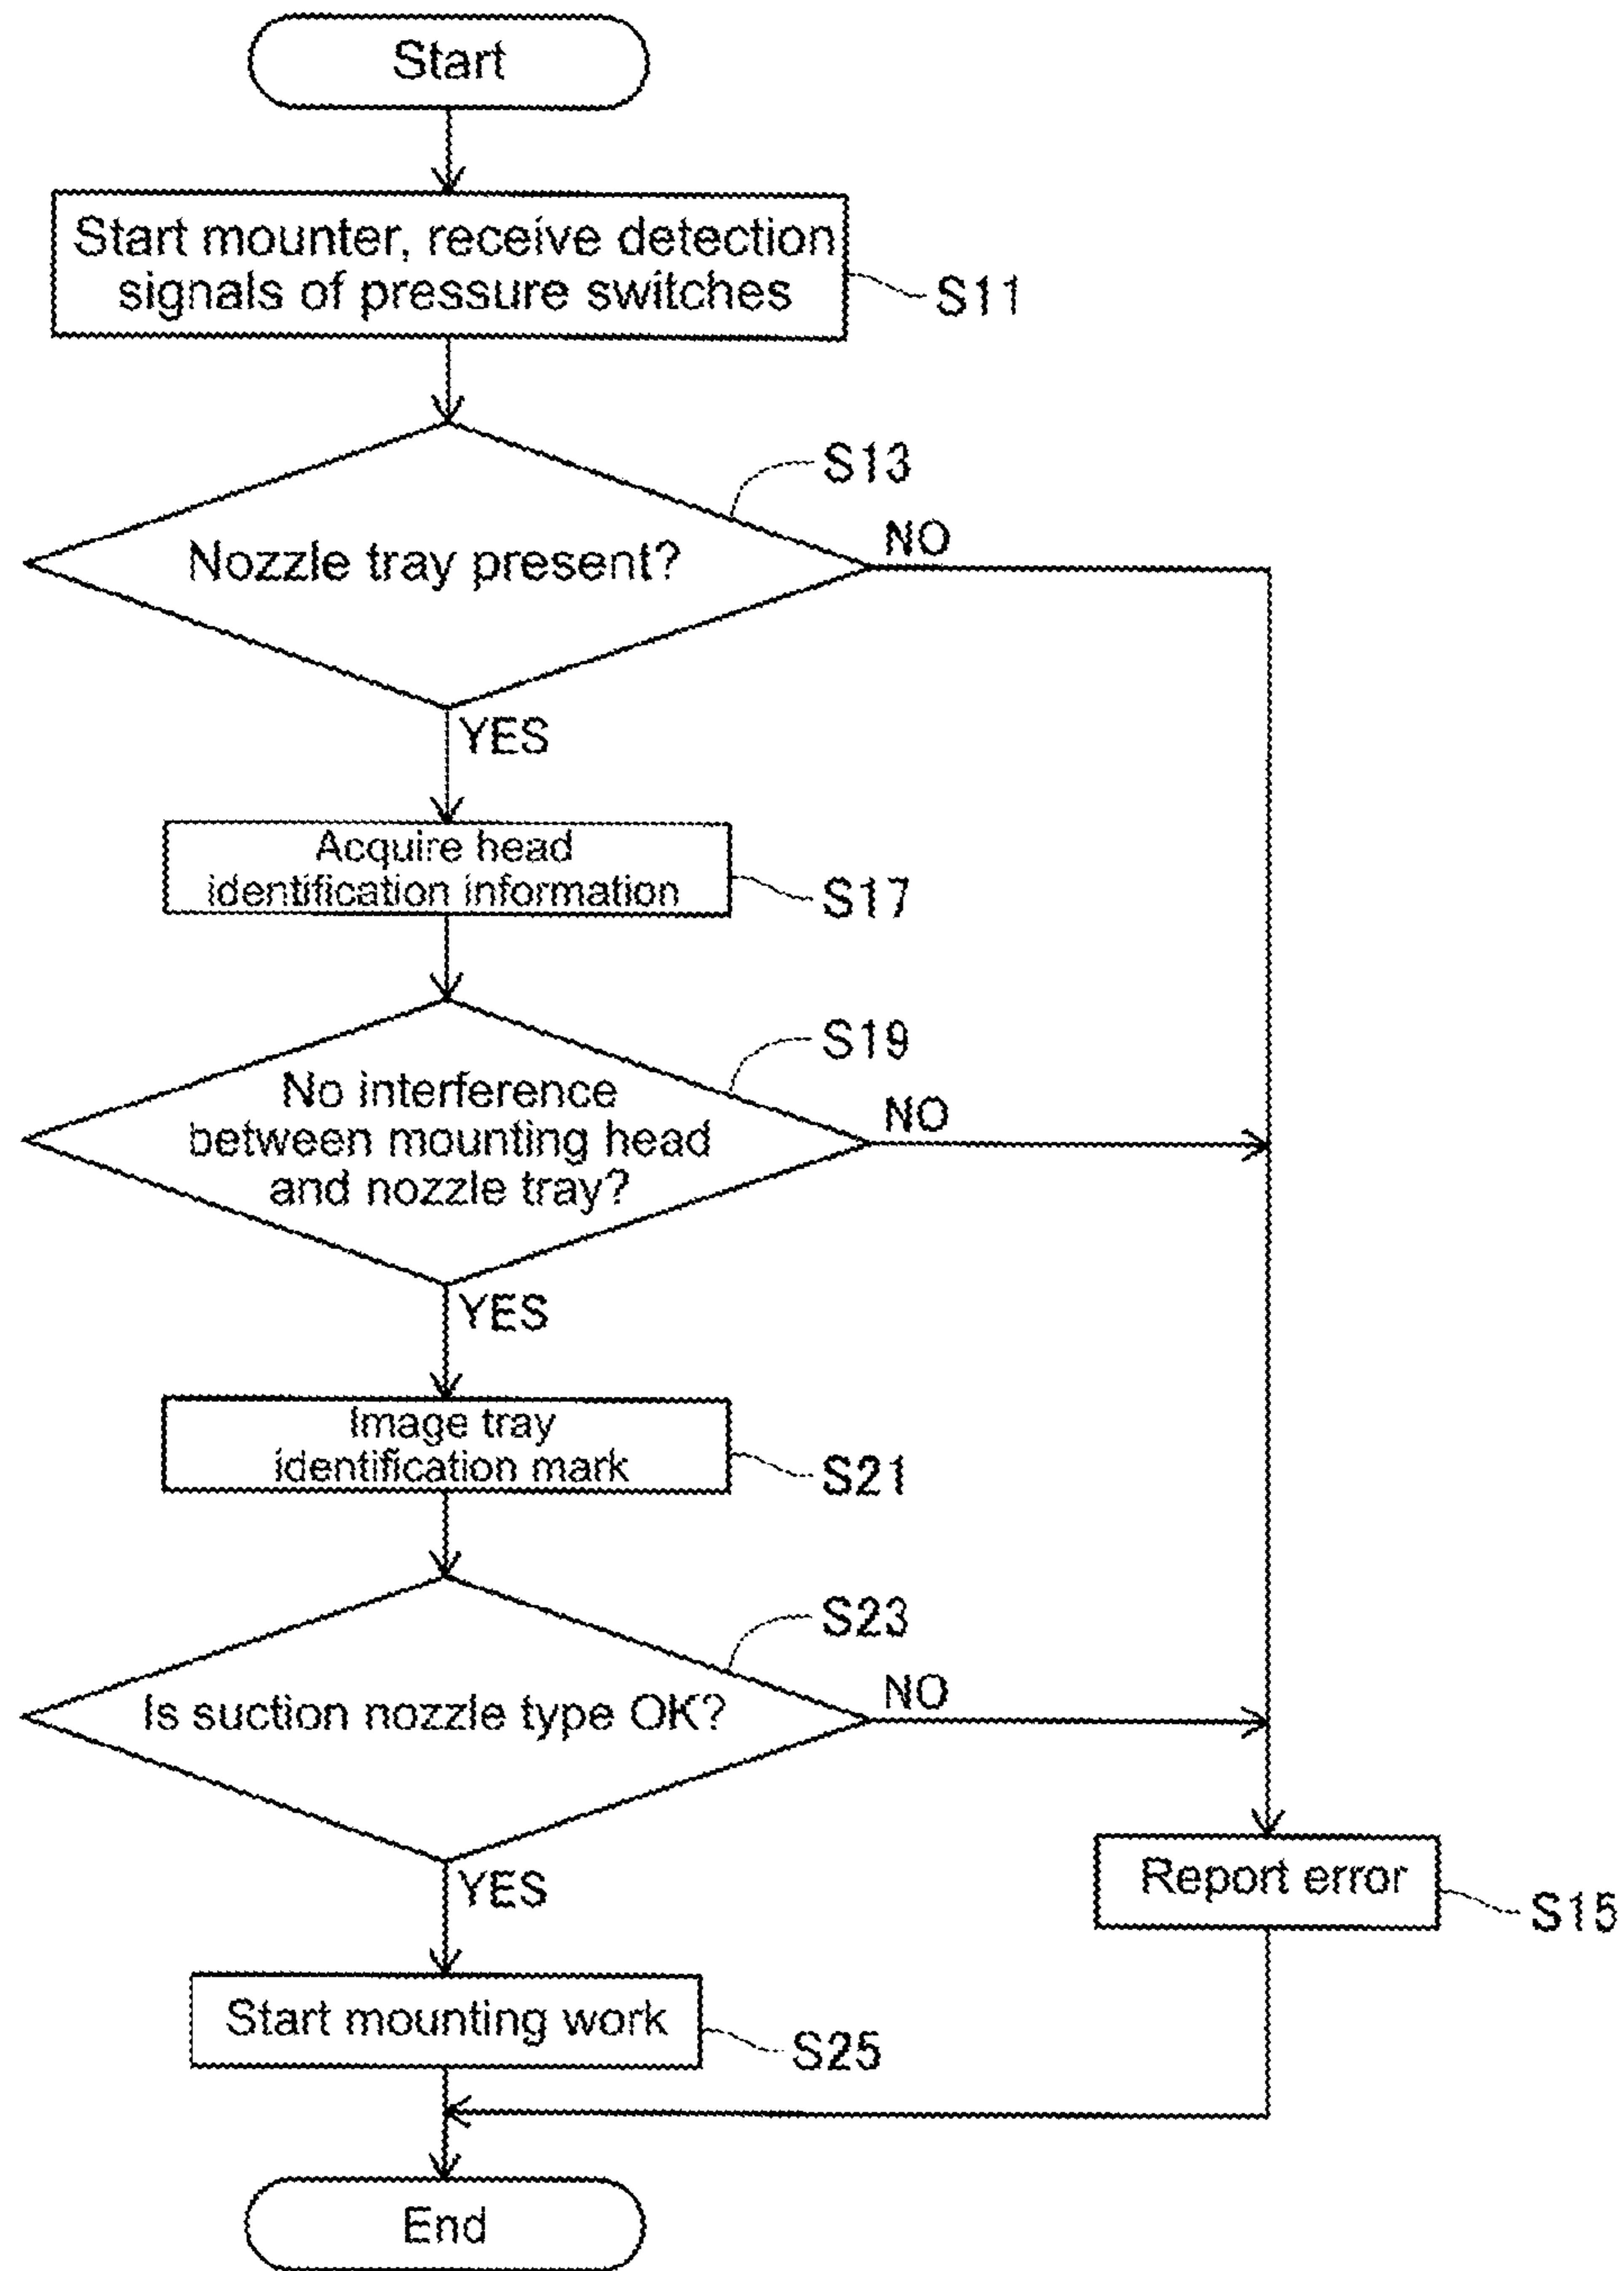 Start
Start mounter, receive detection
signals of pressure switches
S11
S13
Nozzle tray present?
NO
YES
Acquire head
identification information
S17
S19
No interference
between mounting head
and nozzle tray?
NO
YES
Image tray
identification mark
S21
S23
Is suction nozzle type OK?
NO
YES
Report error
S15
Start mounting work
S25
End